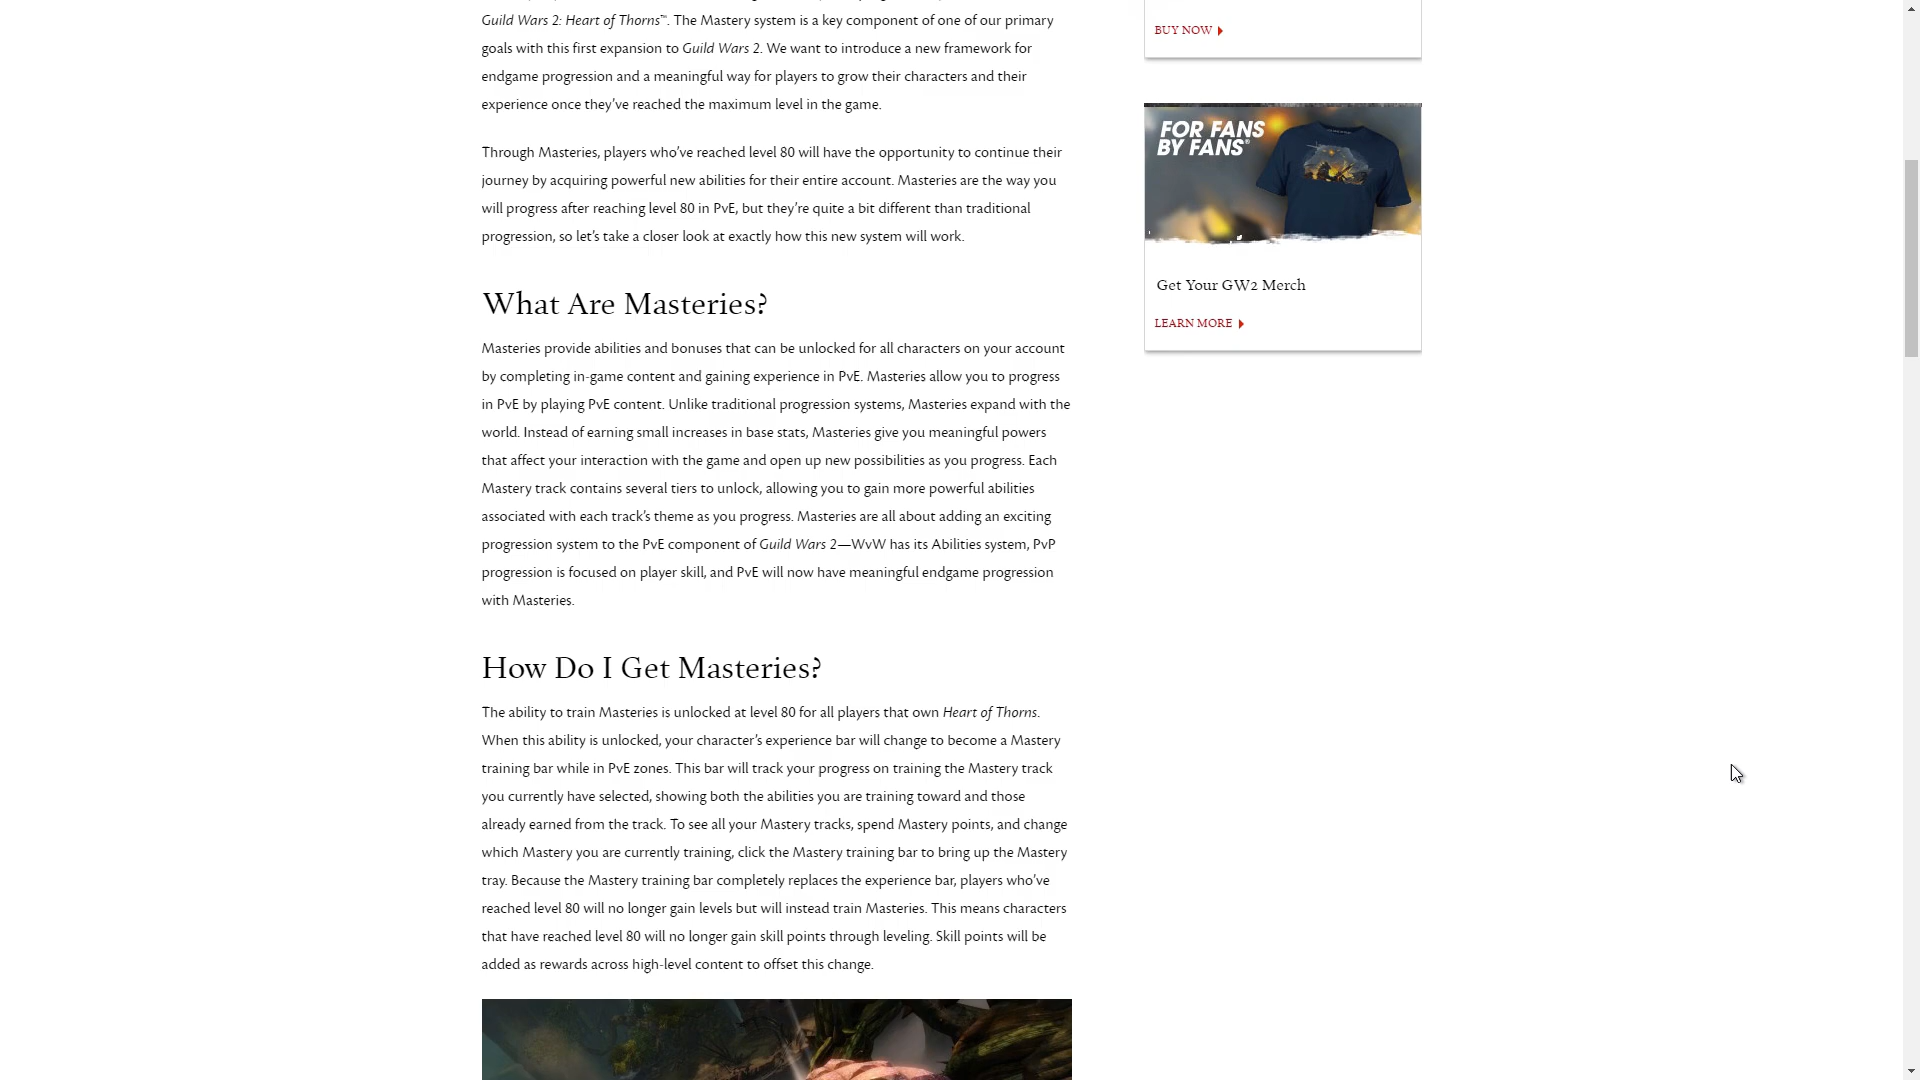 Guild Wars 2: Heart of Thorns™. The Mastery system is a key component of one of our primary
goals with this first expansion to Guild Wars 2. We want to introduce a new framework for
endgame progression and a meaningful way for players to grow their characters and their
experience once they’ve reached the maximum level in the game.
Through Masteries, players who’ve reached level 80 will have the opportunity to continue their
journey by acquiring powerful new abilities for their entire account. Masteries are the way you
will progress after reaching level 80 in PvE, but they’re quite a bit different than traditional
progression, so let’s take a closer look at exactly how this new system will work.
What Are Masteries?
Masteries provide abilities and bonuses that can be unlocked for all characters on your account
by completing in-game content and gaining experience in PvE. Masteries allow you to progress
in PvE by playing PvE content. Unlike traditional progression systems, Masteries expand with the
world. Instead of earning small increases in base stats, Masteries give you meaningful powers
that affect your interaction with the game and open up new possibilities as you progress. Each
Mastery track contains several tiers to unlock, allowing you to gain more powerful abilities
associated with each track’s theme as you progress. Masteries are all about adding an exciting
progression system to the PvE component of Guild Wars 2—WvW has its Abilities system, PvP
progression is focused on player skill, and PvE will now have meaningful endgame progression
with Masteries.
How Do I Get Masteries?
The ability to train Masteries is unlocked at level 80 for all players that own Heart of Thorns.
When this ability is unlocked, your character’s experience bar will change to become a Mastery
training bar while in PvE zones. This bar will track your progress on training the Mastery track
you currently have selected, showing both the abilities you are training toward and those
already earned from the track. To see all your Mastery tracks, spend Mastery points, and change
which Mastery you are currently training, click the Mastery training bar to bring up the Mastery
tray. Because the Mastery training bar completely replaces the experience bar, players who’ve
reached level 80 will no longer gain levels but will instead train Masteries. This means characters
that have reached level 80 will no longer gain skill points through leveling. Skill points will be
added as rewards across high-level content to offset this change.
BUY NOW
FOR FANS
BY FANS®
Get Your GW2 Merch
LEARN MORE